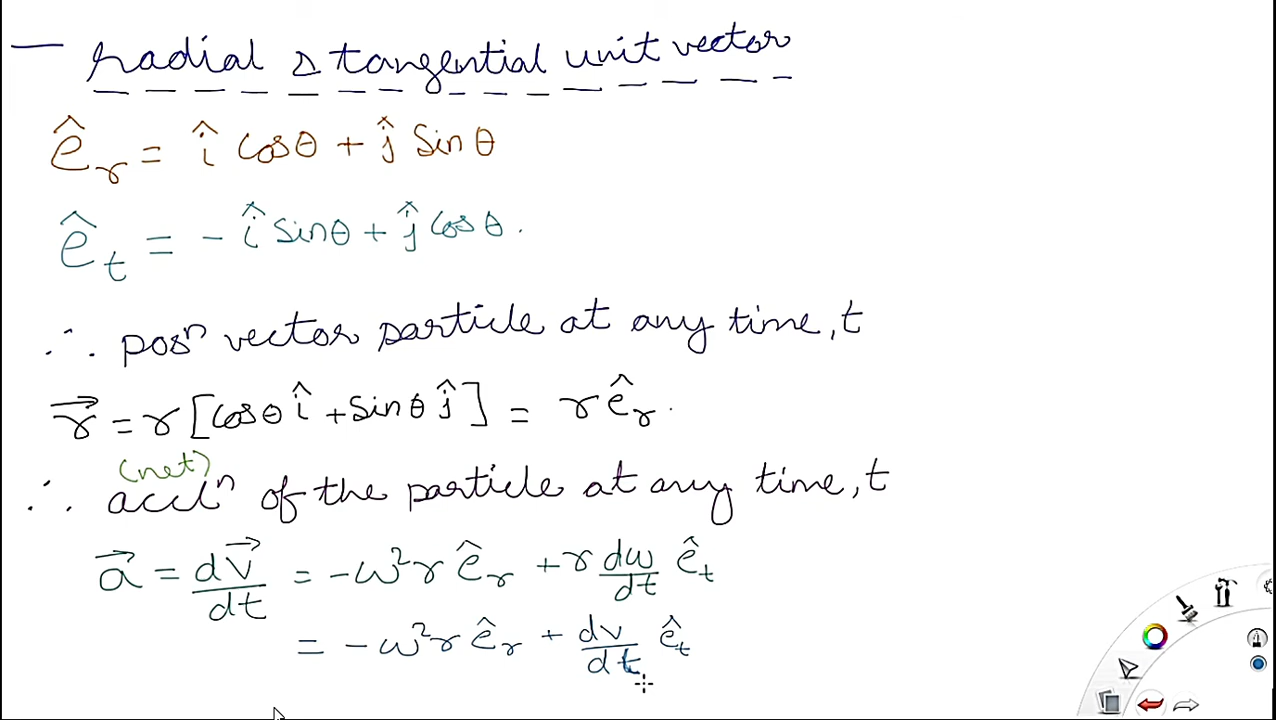 — radial & tangential unit vector
ê_r = î cosθ + ĵ sinθ
ê_t = - î sinθ + ĵ cosθ.
∴ posⁿ vector particle at any time, t
r⃗ = r [cosθ î + sinθ ĵ] = r ê_r.
(net)
∴ acclⁿ of the particle at any time, t
a⃗ = dv⃗/dt = -ω²r ê_r + r dω/dt ê_t
= -ω²r ê_r + dv/dt ê_t